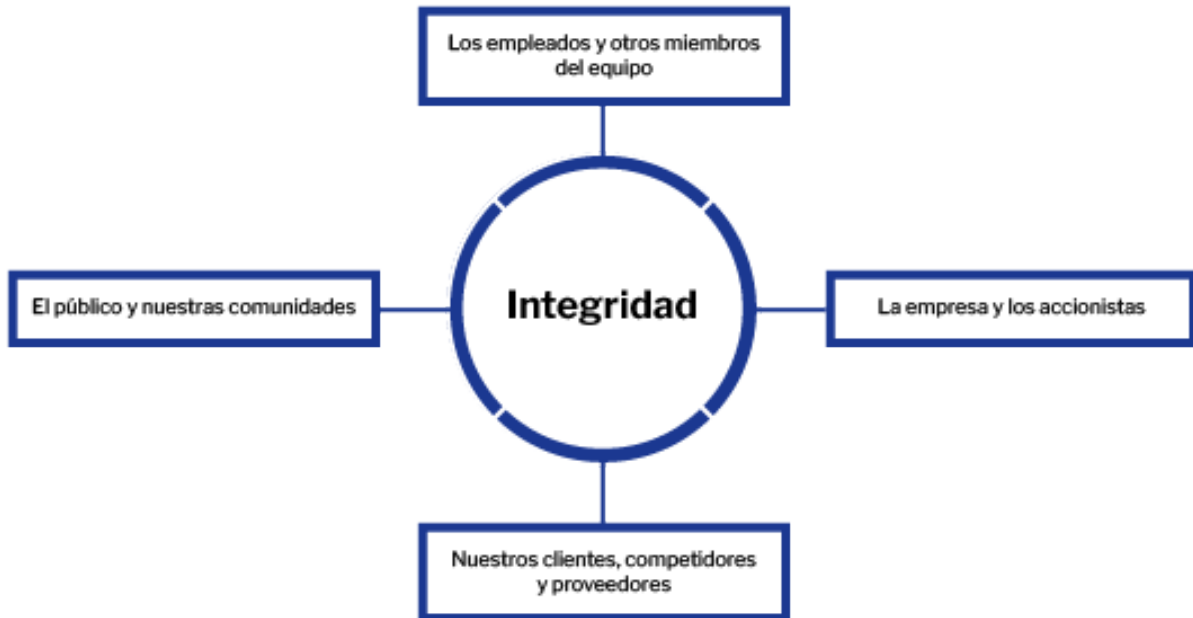 Los empleados y otros miembros
del equipo
El público y nuestras comunidades
Integridad
La empresa y los accionistas
Nuestros clientes, competidores
y proveedores